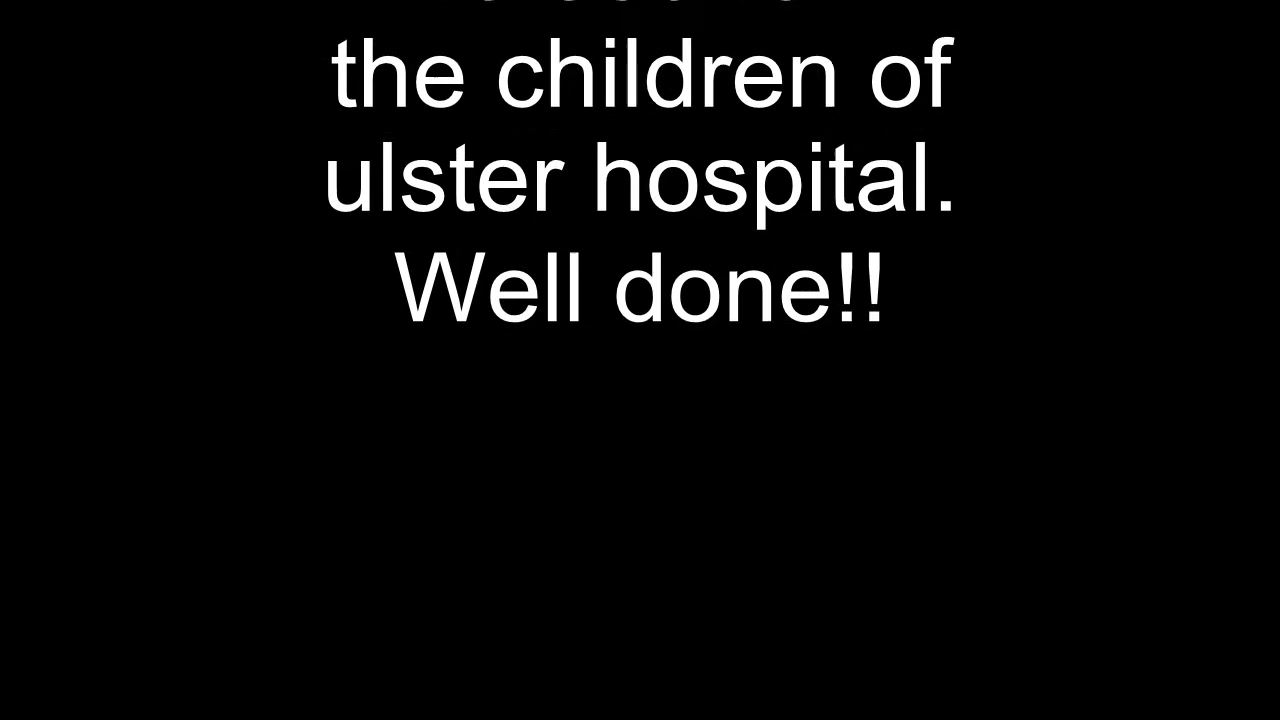 the children of
ulster hospital.
Well done!!